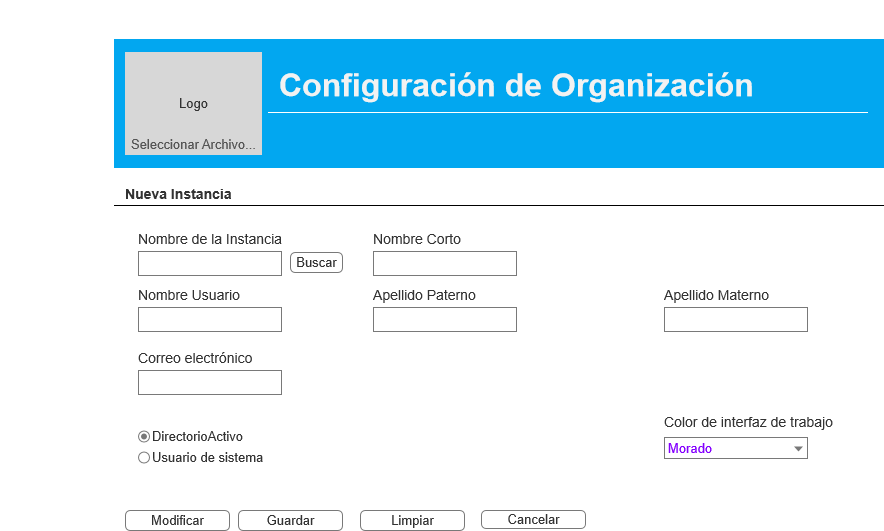 Configuración de Organización
Logo
Seleccionar Archivo...
Nueva Instancia
Nombre de la Instancia
Nombre Corto
Buscar
Nombre Usuario
Apellido Paterno
Apellido Materno
Correo electrónico
Color de interfaz de trabajo
DirectorioActivo
Morado
Usuario de sistema
Modificar
Guardar
Limpiar
Cancelar